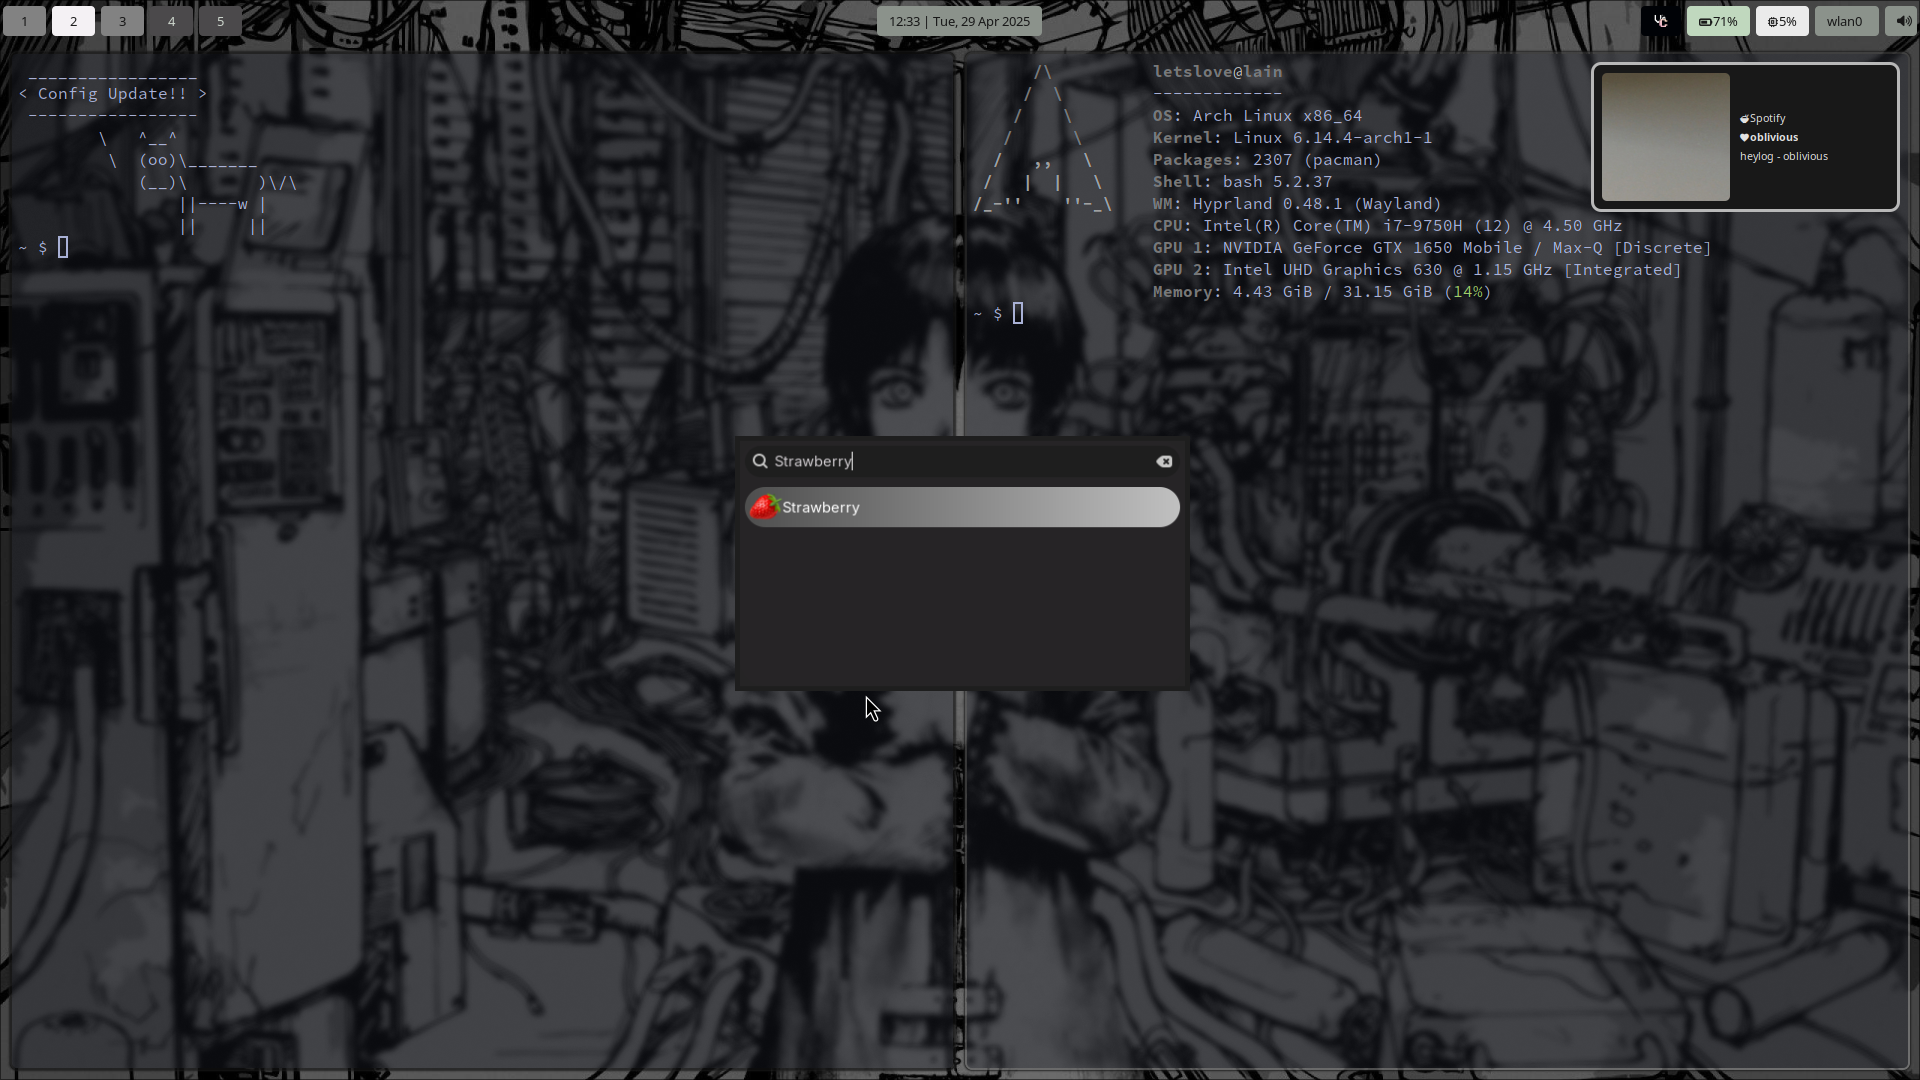 1 2 3 4 5
12:33 | Tue, 29 Apr 2025
71% 5% wlan0
< Config Update!! >
\   ^__^
 \  (oo)\_______
    (__)\       )\/\
        ||----w |
        ||     ||
~ $
letslove@lain
-------------
OS: Arch Linux x86_64
Kernel: Linux 6.14.4-arch1-1
Packages: 2307 (pacman)
Shell: bash 5.2.37
WM: Hyprland 0.48.1 (Wayland)
CPU: Intel(R) Core(TM) i7-9750H (12) @ 4.50 GHz
GPU 1: NVIDIA GeForce GTX 1650 Mobile / Max-Q [Discrete]
GPU 2: Intel UHD Graphics 630 @ 1.15 GHz [Integrated]
Memory: 4.43 GiB / 31.15 GiB (14%)
~ $
Spotify
oblivious
heylog - oblivious
Strawberry
Strawberry